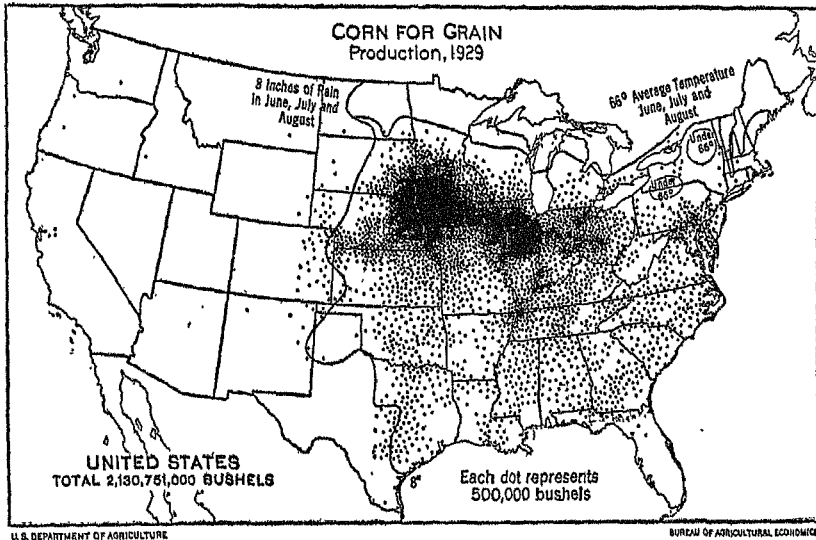 CORN FOR GRAIN
Production, 1929
8 Inches of Rain
in June, July and
August
66° Average Temperature
June, July and
August
Under
66°
Under
66°
UNITED STATES
TOTAL 2,130,751,000 BUSHELS
8"
Each dot represents
500,000 bushels
U.S. DEPARTMENT OF AGRICULTURE
BUREAU OF AGRICULTURAL ECONOMICS